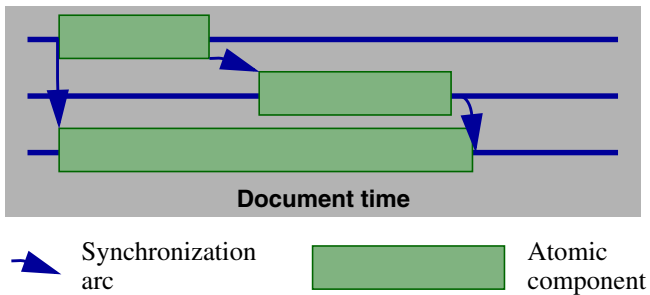 Document time
Synchronization
arc
Atomic
component